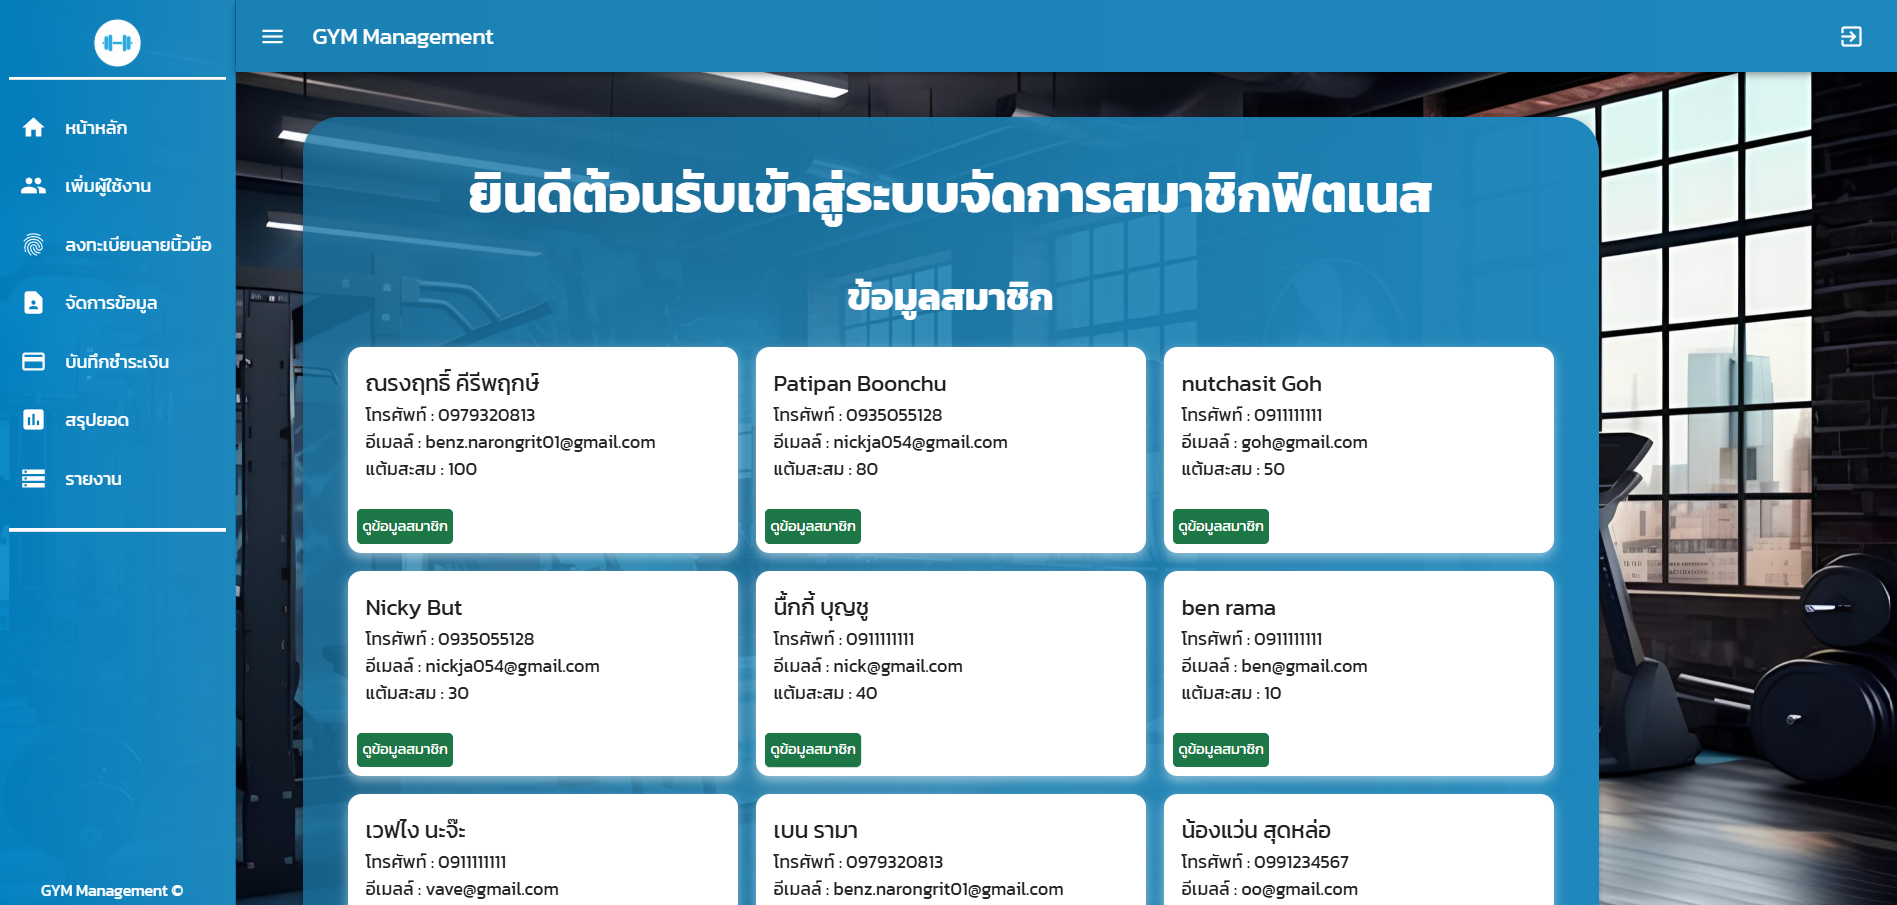 GYM Management
หน้าหลัก
เพิ่มผู้ใช้งาน
ลงทะเบียนลายนิ้วมือ
จัดการข้อมูล
บันทึกชำระเงิน
สรุปยอด
รายงาน
GYM Management ©
ยินดีต้อนรับเข้าสู่ระบบจัดการสมาชิกฟิตเนส
ข้อมูลสมาชิก
ณรงฤทธิ์ คีรีพฤกษ์
โทรศัพท์ : 0979320813
อีเมลล์ : benz.narongrit01@gmail.com
แต้มสะสม : 100
ดูข้อมูลสมาชิก
Patipan Boonchu
โทรศัพท์ : 0935055128
อีเมลล์ : nickja054@gmail.com
แต้มสะสม : 80
ดูข้อมูลสมาชิก
nutchasit Goh
โทรศัพท์ : 0911111111
อีเมลล์ : goh@gmail.com
แต้มสะสม : 50
ดูข้อมูลสมาชิก
Nicky But
โทรศัพท์ : 0935055128
อีเมลล์ : nickja054@gmail.com
แต้มสะสม : 30
ดูข้อมูลสมาชิก
นิ้กกี้ บุญชู
โทรศัพท์ : 0911111111
อีเมลล์ : nick@gmail.com
แต้มสะสม : 40
ดูข้อมูลสมาชิก
ben rama
โทรศัพท์ : 0911111111
อีเมลล์ : ben@gmail.com
แต้มสะสม : 10
ดูข้อมูลสมาชิก
เวฟไง นะจ๊ะ
โทรศัพท์ : 0911111111
อีเมลล์ : vave@gmail.com
เบน รามา
โทรศัพท์ : 0979320813
อีเมลล์ : benz.narongrit01@gmail.com
น้องแว่น สุดหล่อ
โทรศัพท์ : 0991234567
อีเมลล์ : oo@gmail.com